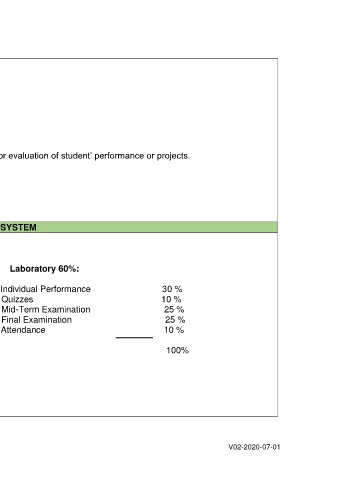 or evaluation of student' performance or projects.
SYSTEM
Laboratory 60%:
Individual Performance 30 %
Quizzes 10 %
Mid-Term Examination 25 %
Final Examination 25 %
Attendance 10 %
100%
V02-2020-07-01